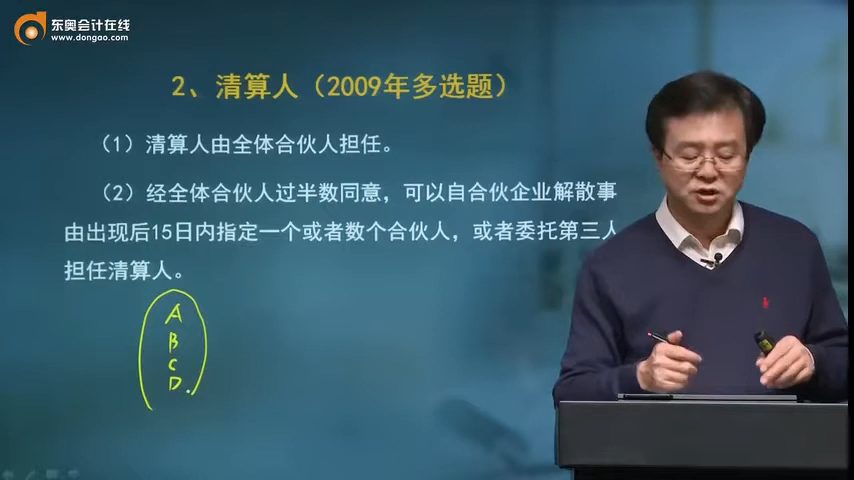 东奥会计在线
www.dongao.com
2、清算人（2009年多选题）
（1）清算人由全体合伙人担任。
（2）经全体合伙人过半数同意，可以自合伙企业解散事
由出现后15日内指定一个或者数个合伙人，或者委托第三人
担任清算人。
A
B
C
D